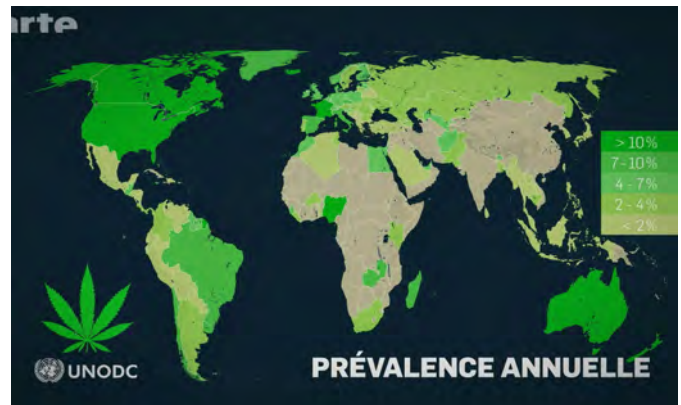 arte
> 10%
7-10%
4 - 7%
2 - 4%
< 2%
UNODC
PRÉVALENCE ANNUELLE